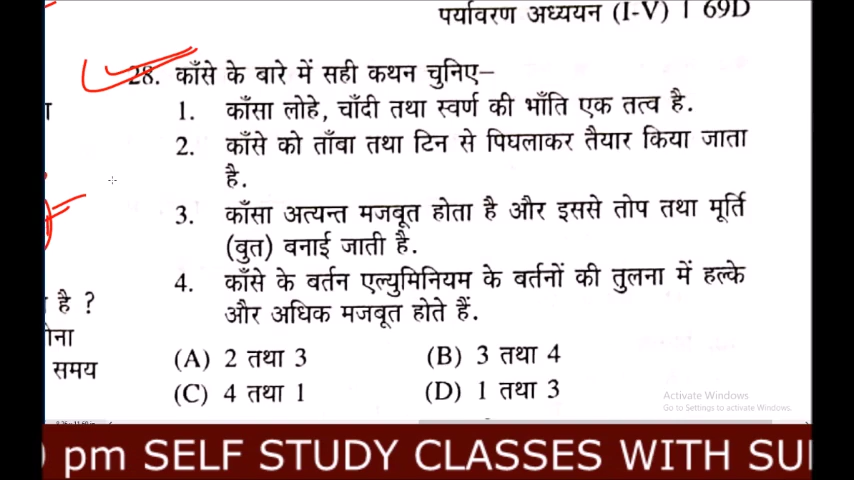 पर्यावरण अध्ययन (I-V) | 69D
28. काँसे के बारे में सही कथन चुनिए–
1. काँसा लोहे, चाँदी तथा स्वर्ण की भाँति एक तत्व है.
2. काँसे को ताँबा तथा टिन से पिघलाकर तैयार किया जाता
है.
3. काँसा अत्यन्त मजबूत होता है और इससे तोप तथा मूर्ति
(वुत) बनाई जाती है.
4. काँसे के बर्तन एल्युमिनियम के बर्तनों की तुलना में हल्के
और अधिक मजबूत होते हैं.
है ?
समय
(A) 2 तथा 3 (B) 3 तथा 4
(C) 4 तथा 1 (D) 1 तथा 3
Activate Windows
Go to Settings to activate Windows.
pm SELF STUDY CLASSES WITH